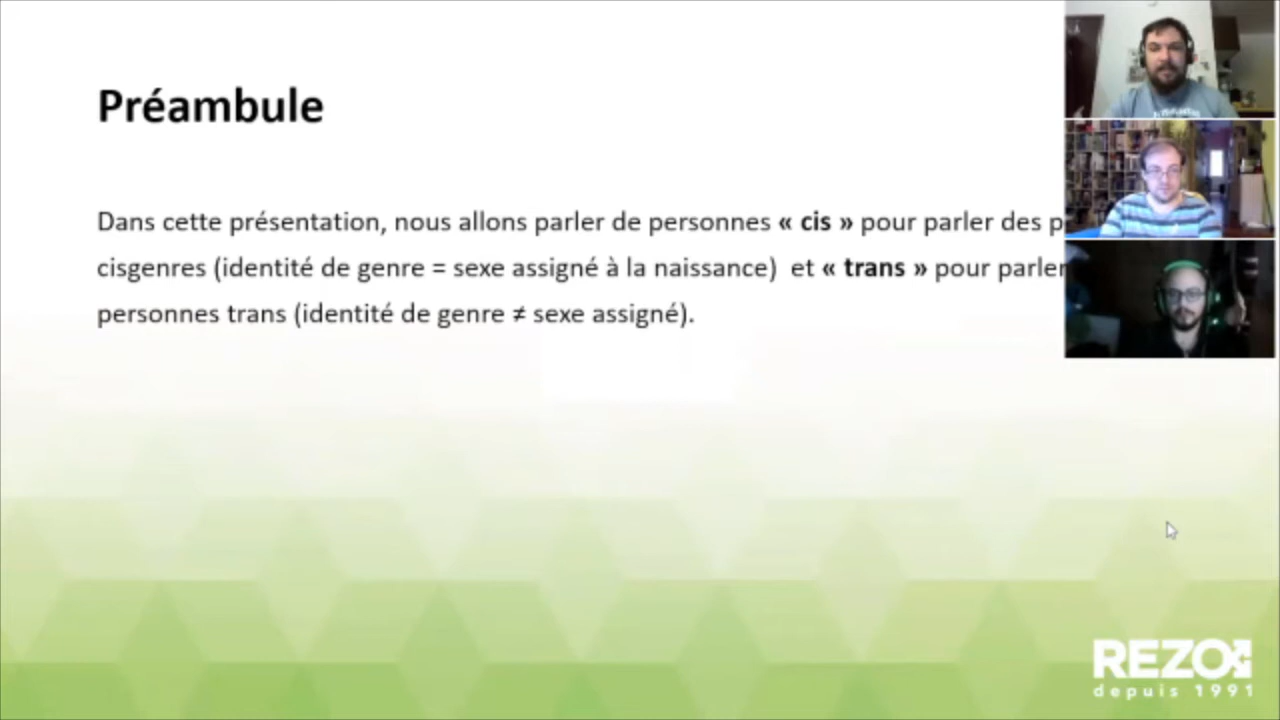 Préambule
Dans cette présentation, nous allons parler de personnes « cis » pour parler des p
cisgenres (identité de genre = sexe assigné à la naissance) et « trans » pour parler
personnes trans (identité de genre ≠ sexe assigné).
REZO
depuis 1991